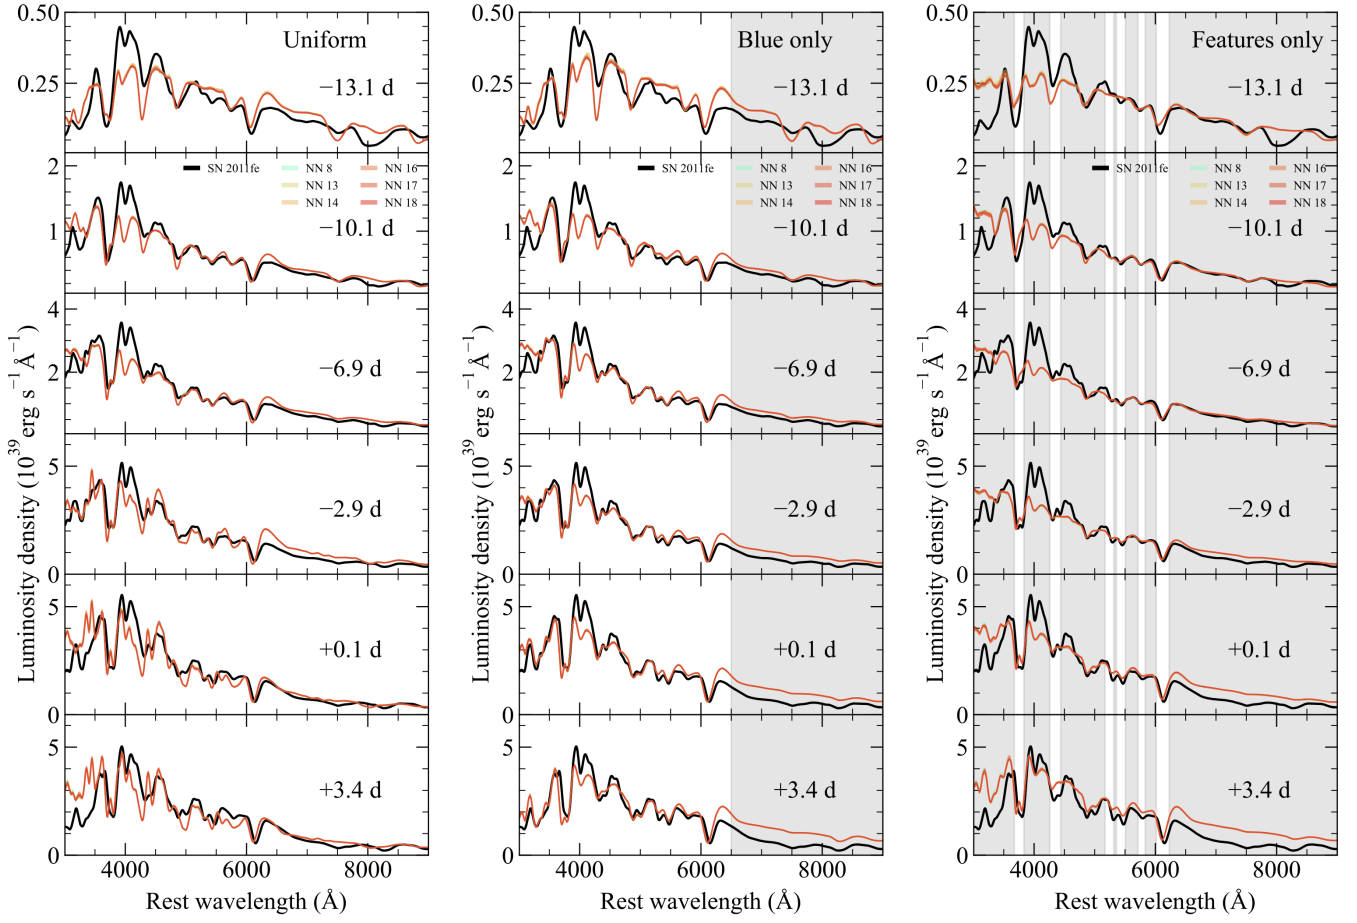 Luminosity density (10³⁹ erg s⁻¹ Å⁻¹)
0.50
0.25
Uniform
−13.1 d
2
1
SN 2011fe
NN 8
NN 13
NN 14
NN 16
NN 17
NN 18
−10.1 d
4
2
−6.9 d
5
0
−2.9 d
5
0
+0.1 d
5
0
+3.4 d
4000 6000 8000
Rest wavelength (Å)
Luminosity density (10³⁹ erg s⁻¹ Å⁻¹)
0.50
0.25
Blue only
−13.1 d
2
1
SN 2011fe
NN 8
NN 13
NN 14
NN 16
NN 17
NN 18
−10.1 d
4
2
−6.9 d
5
0
−2.9 d
5
0
+0.1 d
5
0
+3.4 d
4000 6000 8000
Rest wavelength (Å)
Luminosity density (10³⁹ erg s⁻¹ Å⁻¹)
0.50
0.25
Features only
−13.1 d
2
1
SN 2011fe
NN 8
NN 13
NN 14
NN 16
NN 17
NN 18
−10.1 d
4
2
−6.9 d
5
0
−2.9 d
5
0
+0.1 d
5
0
+3.4 d
4000 6000 8000
Rest wavelength (Å)